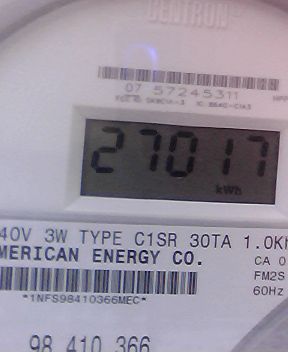 CENTRON
07 57245311
27017
kWh
40V 3W TYPE C1SR 30TA 1.0Kh
MERICAN ENERGY CO.
CA 0
FM2S
60Hz
*1NFS98410366MEC*
98 410 366